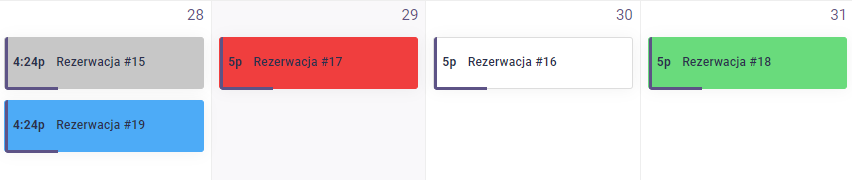 28 29 30 31
4:24p Rezerwacja #15 5p Rezerwacja #17 5p Rezerwacja #16 5p Rezerwacja #18
4:24p Rezerwacja #19